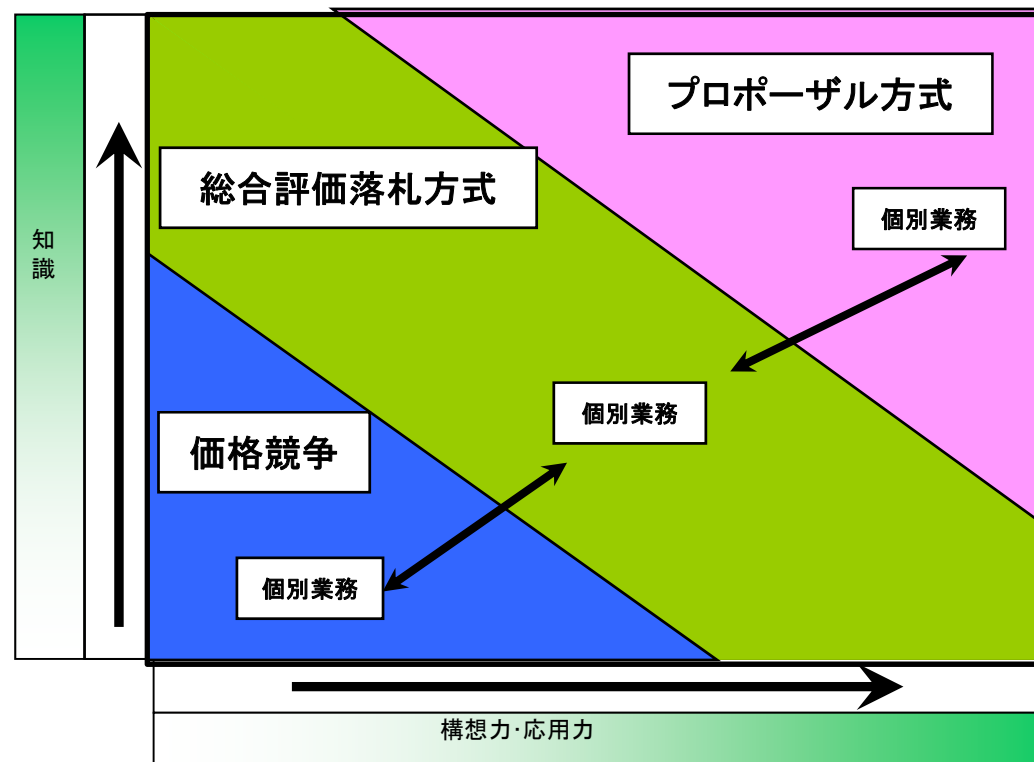 プロポーザル方式
総合評価落札方式
個別業務
知識
個別業務
価格競争
個別業務
構想力･応用力